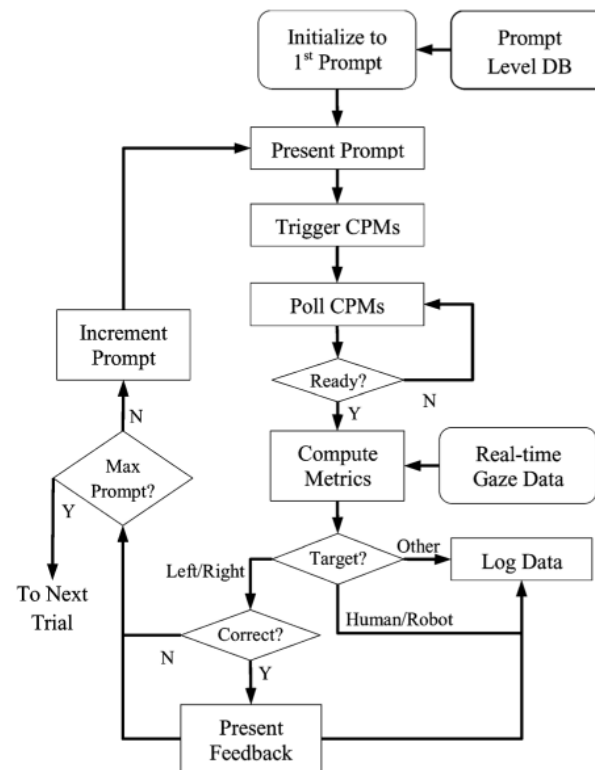 Initialize to
1st Prompt
Prompt
Level DB
Present Prompt
Trigger CPMs
Poll CPMs
Increment
Prompt
Ready?
N
Y
N
Compute
Metrics
Real-time
Gaze Data
Max
Prompt?
Y
Target?
Other
Log Data
Left/Right
To Next
Trial
Human/Robot
Correct?
N
Y
Present
Feedback